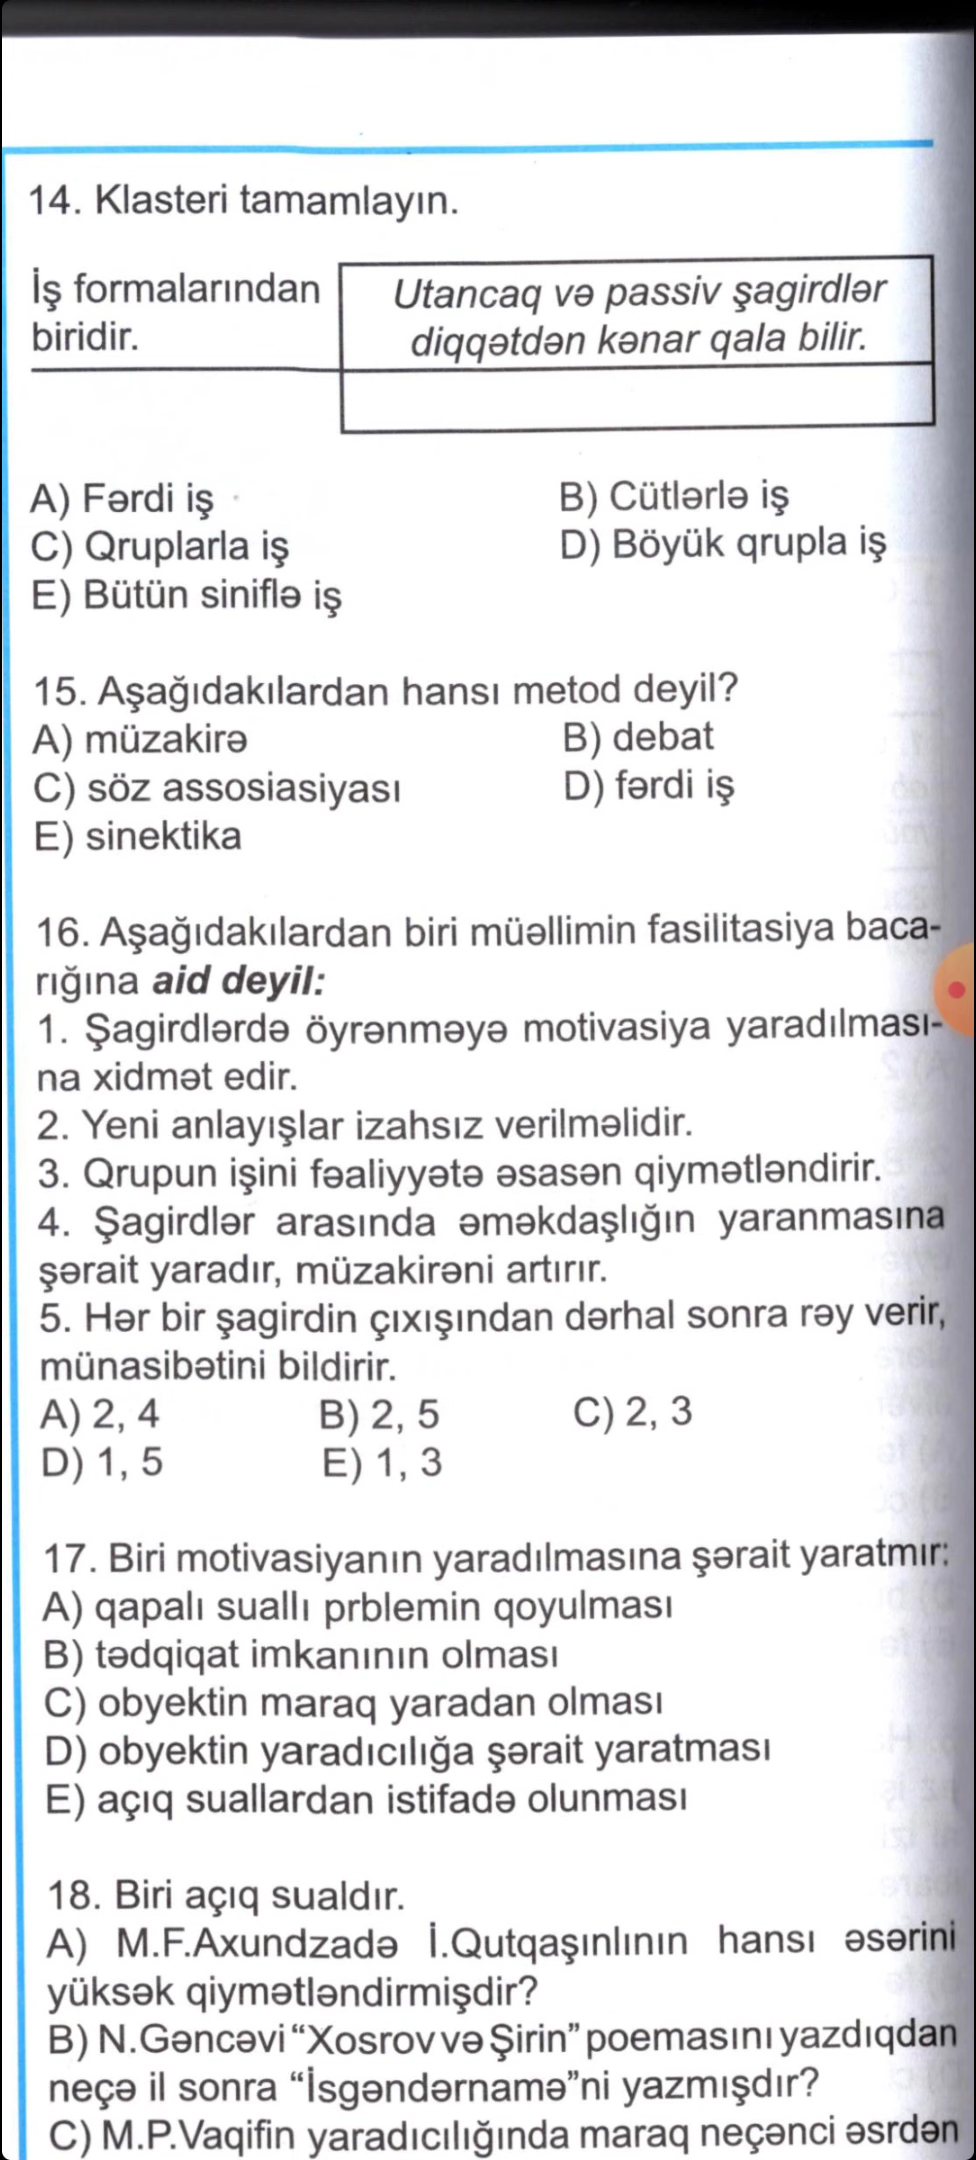 14. Klasteri tamamlayın.
İş formalarından
biridir.
Utancaq və passiv şagirdlər
diqqətdən kənar qala bilir.
A) Fərdi iş
B) Cütlərlə iş
C) Qruplarla iş
D) Böyük qrupla iş
E) Bütün siniflə iş
15. Aşağıdakılardan hansı metod deyil?
A) müzakirə
B) debat
C) söz assosiasiyası
D) fərdi iş
E) sinektika
16. Aşağıdakılardan biri müəllimin fasilitasiya baca-
rığına aid deyil:
1. Şagirdlərdə öyrənməyə motivasiya yaradılması-
na xidmət edir.
2. Yeni anlayışlar izahsız verilməlidir.
3. Qrupun işini fəaliyyətə əsasən qiymətləndirir.
4. Şagirdlər arasında əməkdaşlığın yaranmasına
şərait yaradır, müzakirəni artırır.
5. Hər bir şagirdin çıxışından dərhal sonra rəy verir,
münasibətini bildirir.
A) 2, 4
B) 2, 5
C) 2, 3
D) 1, 5
E) 1, 3
17. Biri motivasiyanın yaradılmasına şərait yaratmır:
A) qapalı suallı prblemin qoyulması
B) tədqiqat imkanının olması
C) obyektin maraq yaradan olması
D) obyektin yaradıcılığa şərait yaratması
E) açıq suallardan istifadə olunması
18. Biri açıq sualdır.
A) M.F.Axundzadə İ.Qutqaşınlının hansı əsərini
yüksək qiymətləndirmişdir?
B) N.Gəncəvi “Xosrov və Şirin” poemasını yazdıqdan
neçə il sonra “İsgəndərnamə”ni yazmışdır?
C) M.P.Vaqifin yaradıcılığında maraq neçənci əsrdən